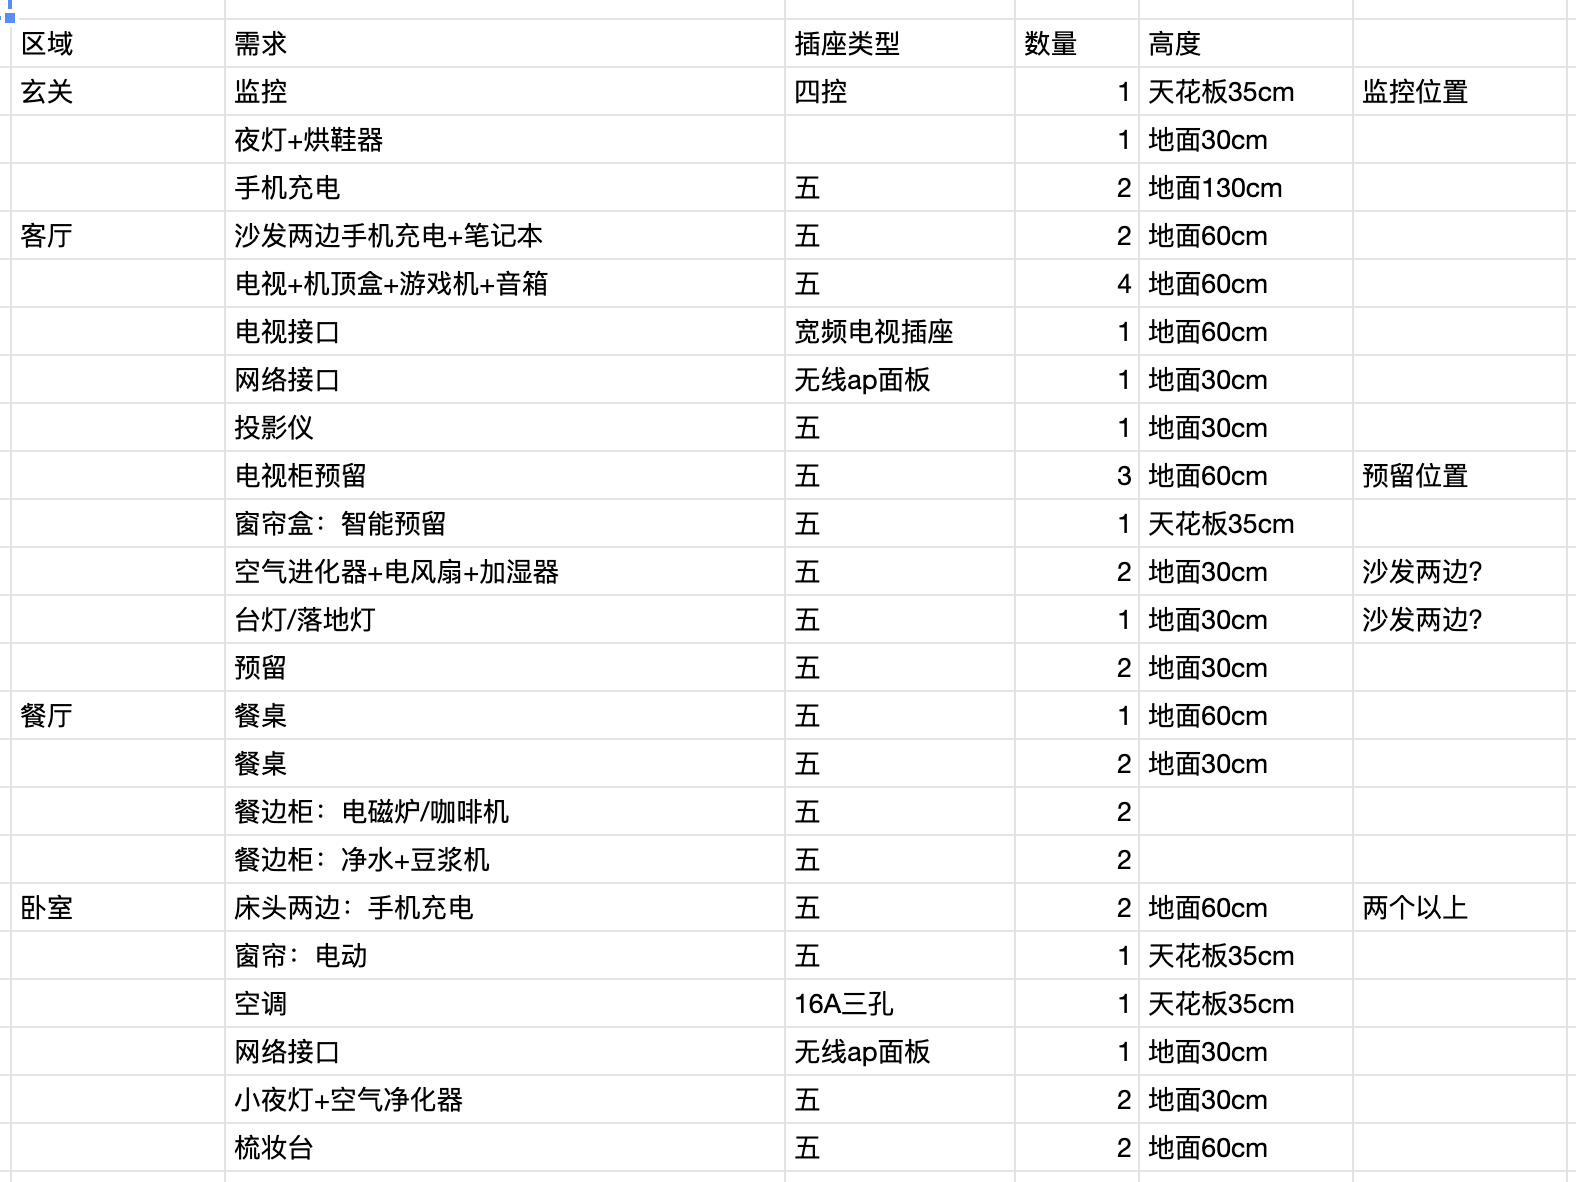 区域 需求 插座类型 数量 高度
玄关 监控 四控 1 天花板35cm 监控位置
夜灯+烘鞋器 1 地面30cm
手机充电 五 2 地面130cm
客厅 沙发两边手机充电+笔记本 五 2 地面60cm
电视+机顶盒+游戏机+音箱 五 4 地面60cm
电视接口 宽频电视插座 1 地面60cm
网络接口 无线ap面板 1 地面30cm
投影仪 五 1 地面30cm
电视柜预留 五 3 地面60cm 预留位置
窗帘盒：智能预留 五 1 天花板35cm
空气进化器+电风扇+加湿器 五 2 地面30cm 沙发两边?
台灯/落地灯 五 1 地面30cm 沙发两边?
预留 五 2 地面30cm
餐厅 餐桌 五 1 地面60cm
餐桌 五 2 地面30cm
餐边柜：电磁炉/咖啡机 五 2
餐边柜：净水+豆浆机 五 2
卧室 床头两边：手机充电 五 2 地面60cm 两个以上
窗帘：电动 五 1 天花板35cm
空调 16A三孔 1 天花板35cm
网络接口 无线ap面板 1 地面30cm
小夜灯+空气净化器 五 2 地面30cm
梳妆台 五 2 地面60cm